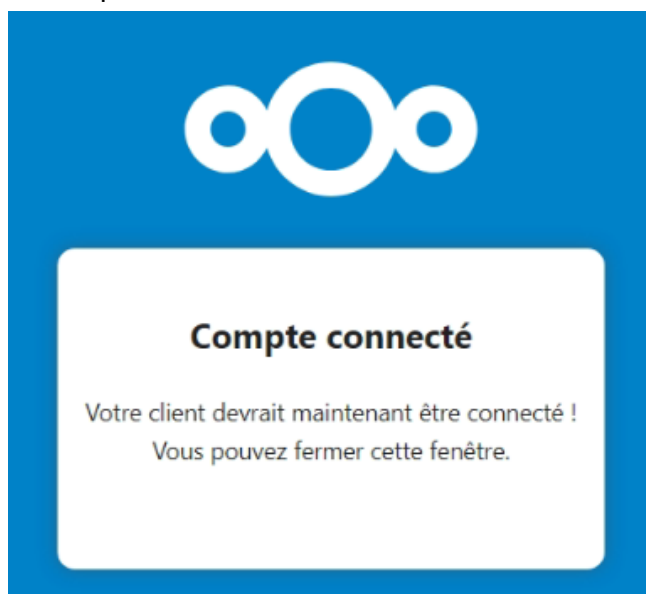 Compte connecté
Votre client devrait maintenant être connecté !
Vous pouvez fermer cette fenêtre.